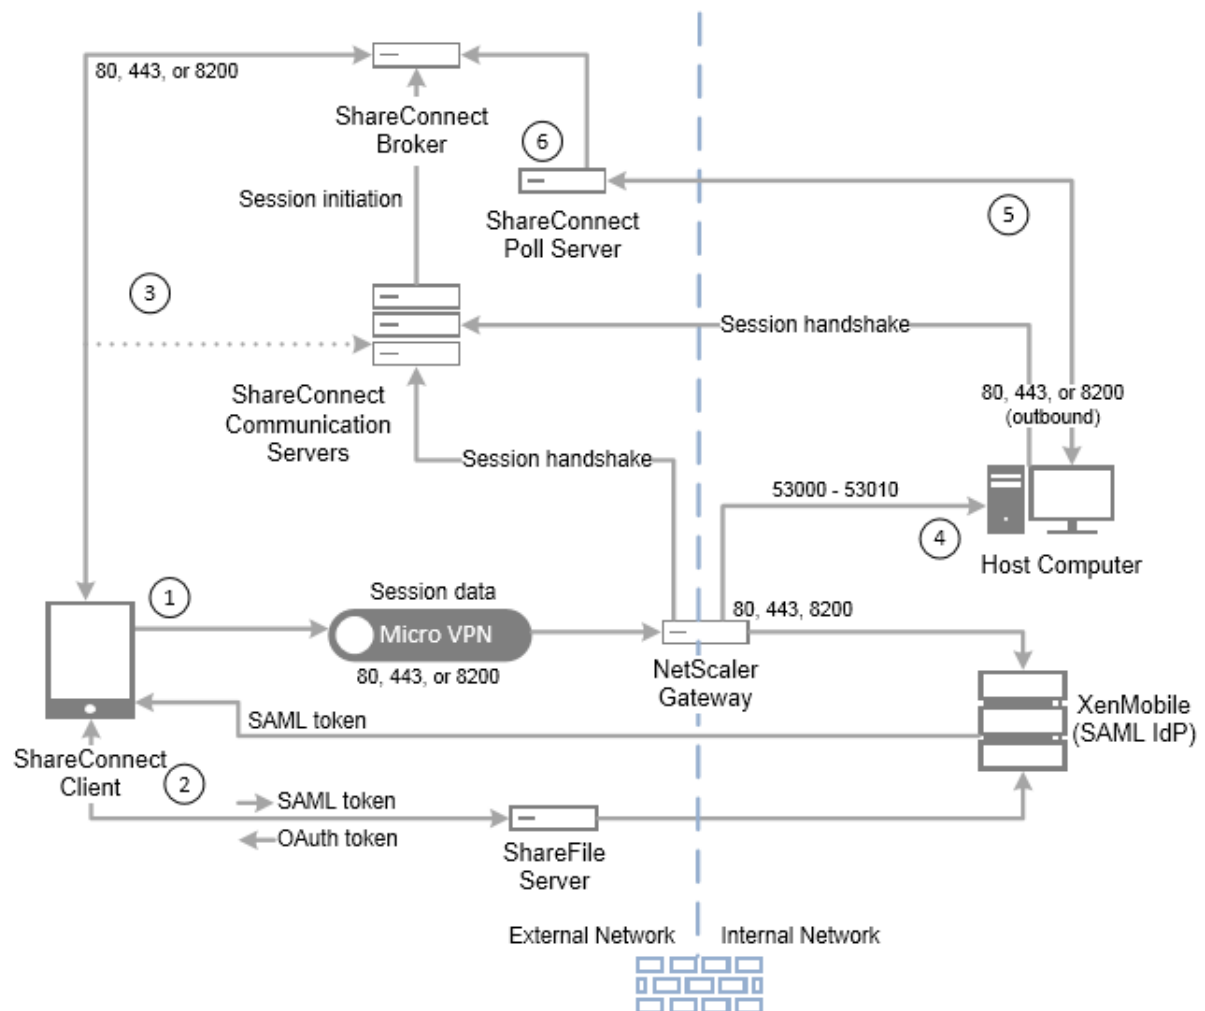 80, 443, or 8200
ShareConnect
Broker
6
Session initiation
ShareConnect
Poll Server
5
3
Session handshake
ShareConnect
Communication
Servers
80, 443, or 8200
(outbound)
Session handshake
53000 - 53010
4
Host Computer
1
Session data
Micro VPN
80, 443, or 8200
80, 443, 8200
NetScaler
Gateway
XenMobile
(SAML IdP)
SAML token
ShareConnect
Client
2
SAML token
OAuth token
ShareFile
Server
External Network
Internal Network